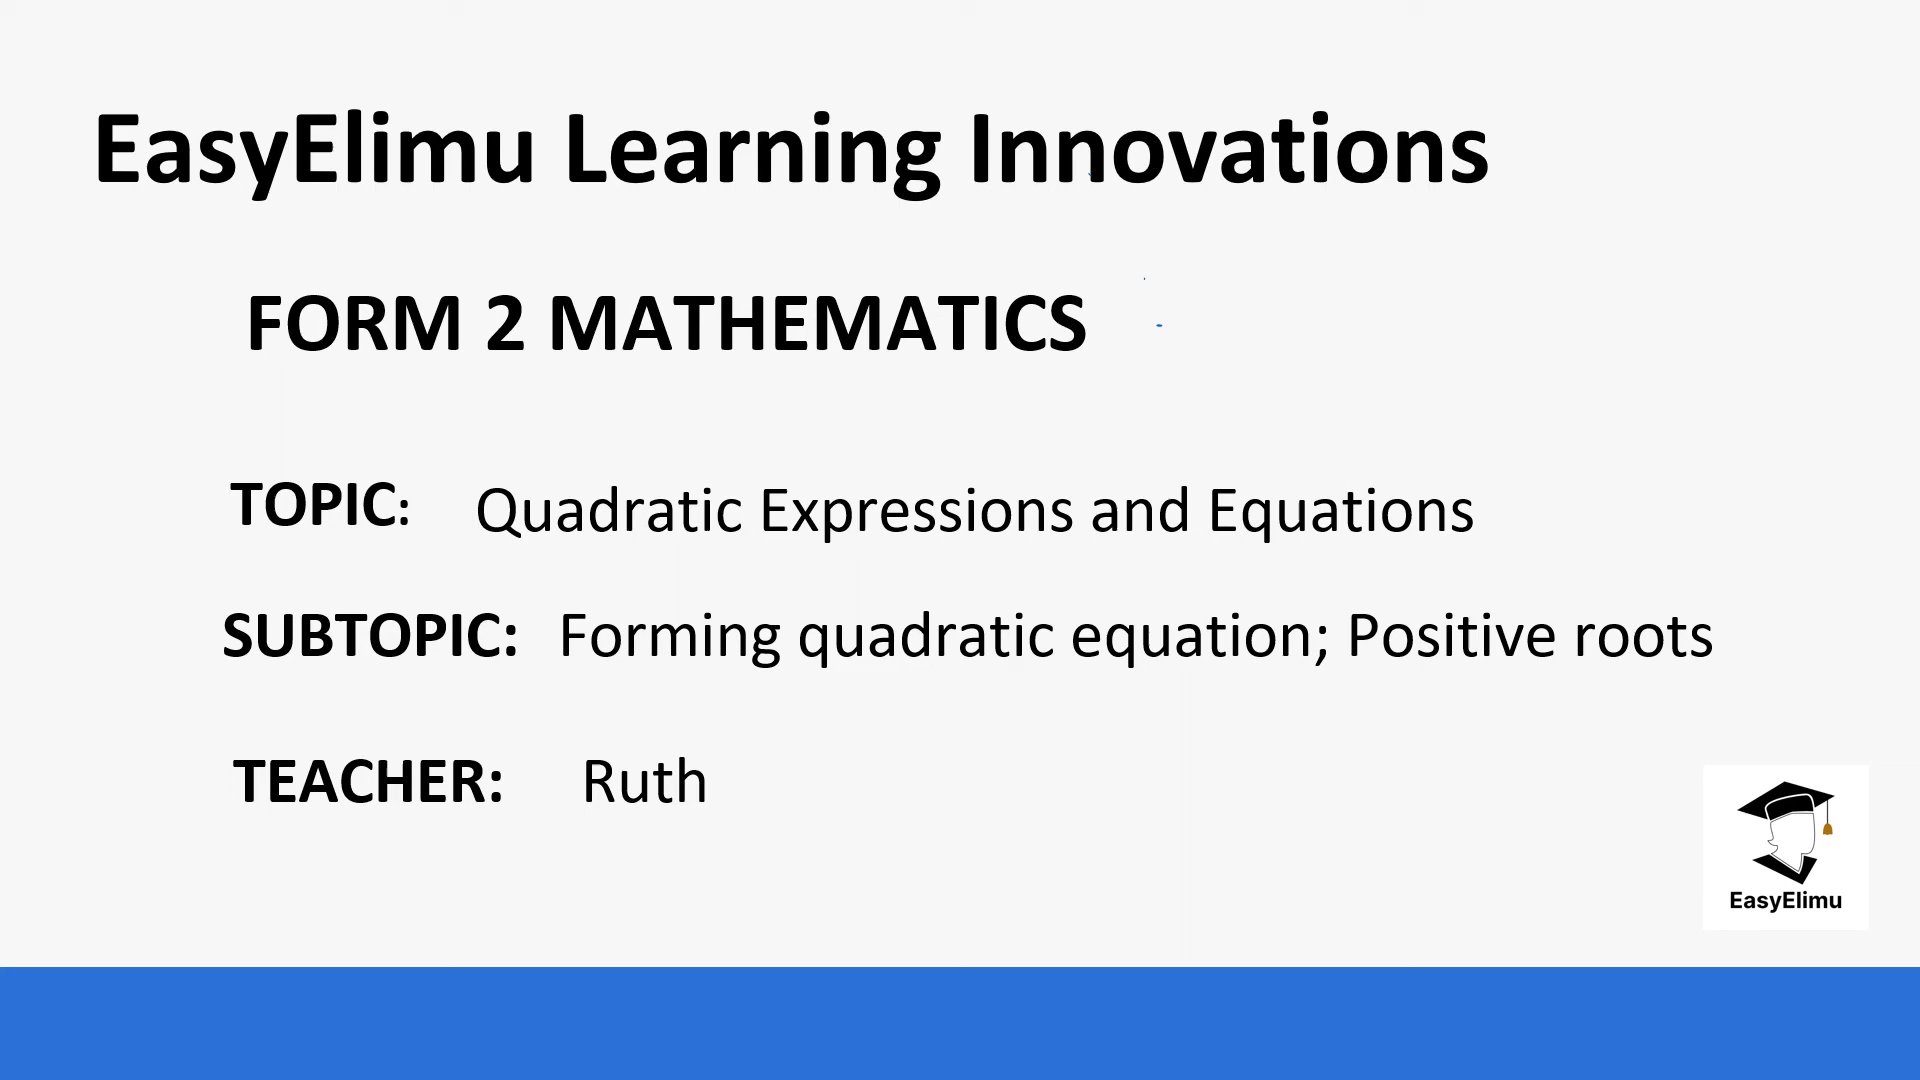 EasyElimu Learning Innovations
FORM 2 MATHEMATICS
TOPIC: Quadratic Expressions and Equations
SUBTOPIC: Forming quadratic equation; Positive roots
TEACHER: Ruth
EasyElimu